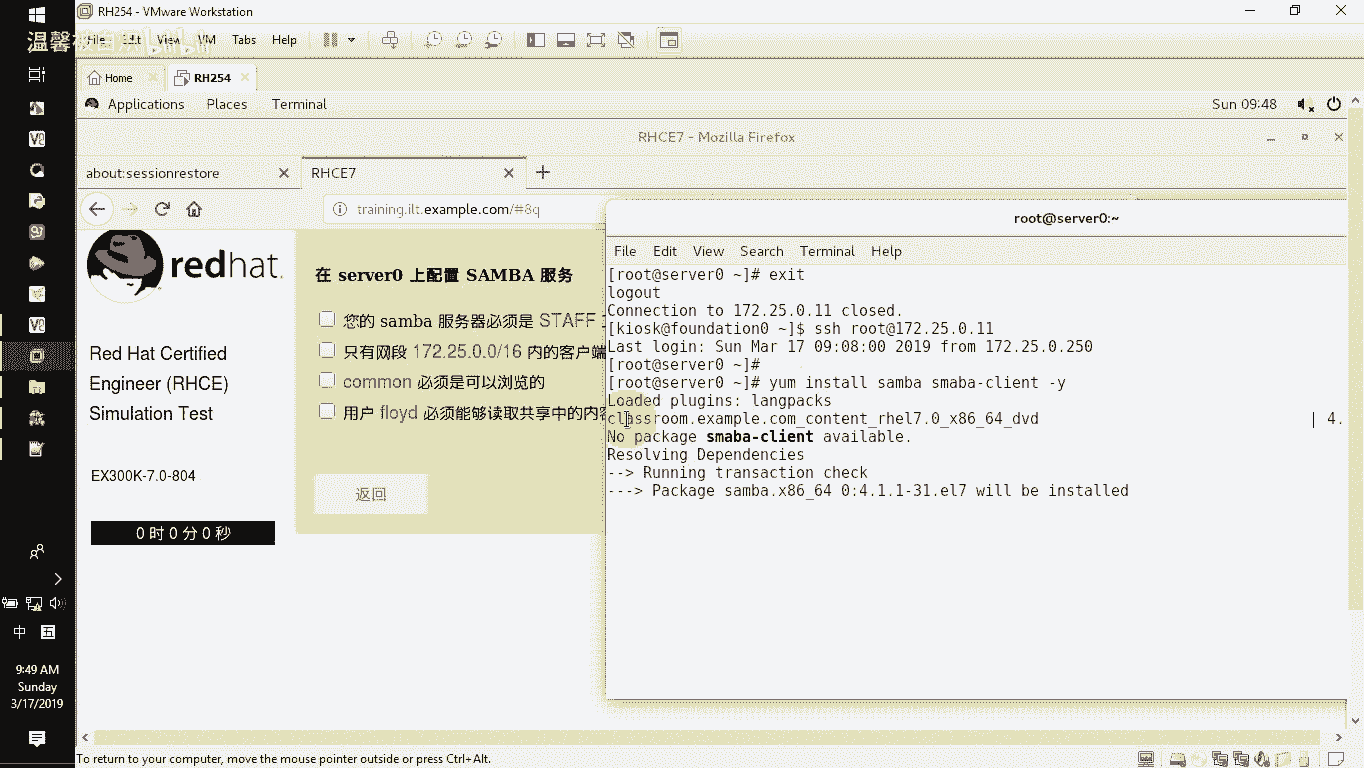 RH254 - VMware Workstation
温馨
View VM Tabs Help
Home
RH254
Applications Places Terminal
Sun 09:48
RHCE7 - Mozilla Firefox
about:sessionrestore
RHCE7
training.ilt.example.com/#8q
redhat.
Red Hat Certified
Engineer (RHCE)
Simulation Test
EX300K-7.0-804
0 时 0 分 0 秒
在 server0 上配置 SAMBA 服务
您的 samba 服务器必须是 STAFF
只有网段 172.25.0.0/16 内的客户端
common 必须是可以浏览的
用户 floyd 必须能够读取共享中的内容
返回
root@server0:~
File Edit View Search Terminal Help
[root@server0 ~]# exit
logout
Connection to 172.25.0.11 closed.
[kiosk@foundation0 ~]$ ssh root@172.25.0.11
Last login: Sun Mar 17 09:08:00 2019 from 172.25.0.250
[root@server0 ~]#
[root@server0 ~]# yum install samba smaba-client -y
Loaded plugins: langpacks
classroom.example.com_content_rhel7.0_x86_64_dvd | 4.
No package smaba-client available.
Resolving Dependencies
--> Running transaction check
---> Package samba.x86_64 0:4.1.1-31.el7 will be installed
中 五
9:49 AM
Sunday
3/17/2019
To return to your computer, move the mouse pointer outside or press Ctrl+Alt.